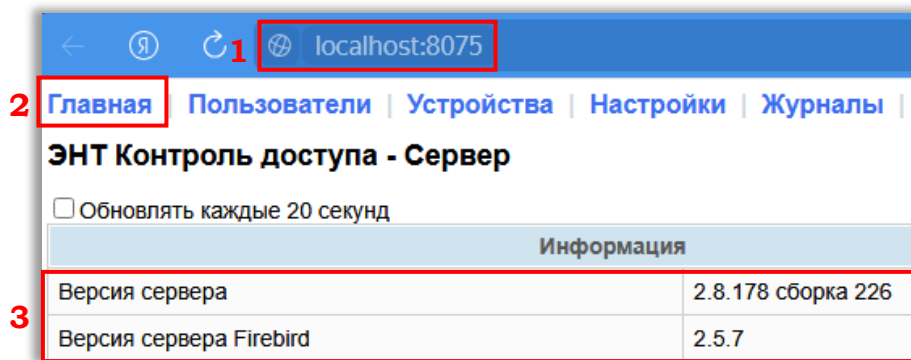 1 localhost:8075
2 Главная | Пользователи | Устройства | Настройки | Журналы |
ЭНТ Контроль доступа - Сервер
Обновлять каждые 20 секунд
Информация
3
Версия сервера 2.8.178 сборка 226
Версия сервера Firebird 2.5.7